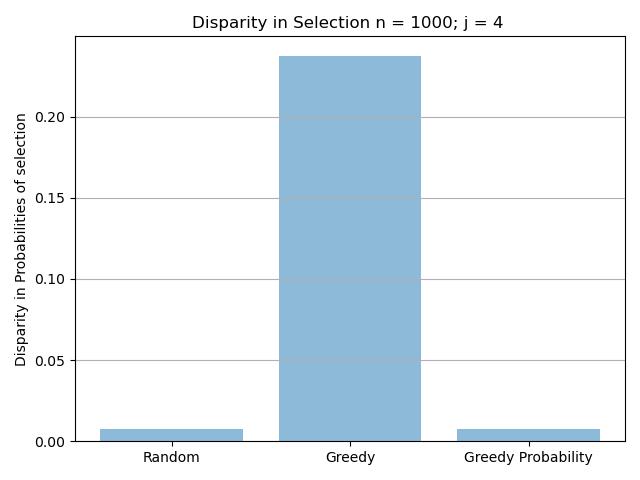 Disparity in Selection n = 1000; j = 4
Disparity in Probabilities of selection
0.20
0.15
0.10
0.05
0.00
Random Greedy Greedy Probability